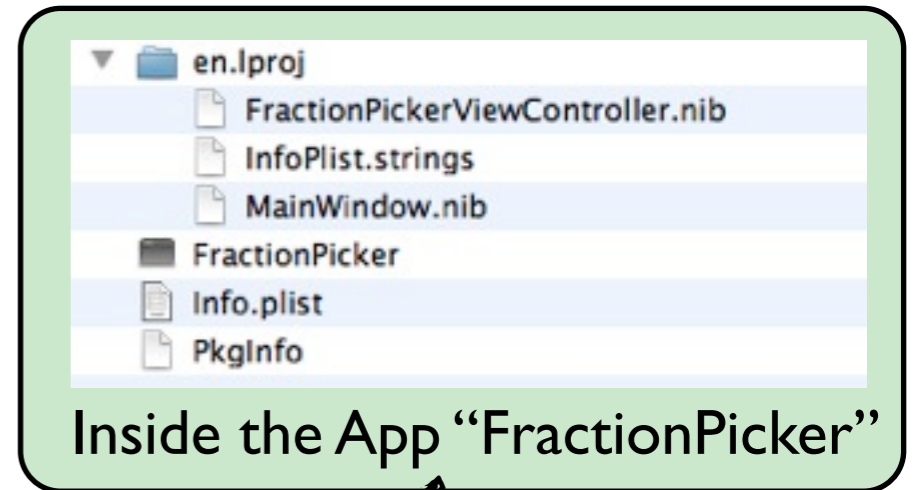 en.lproj
FractionPickerViewController.nib
InfoPlist.strings
MainWindow.nib
FractionPicker
Info.plist
PkgInfo
Inside the App “FractionPicker”